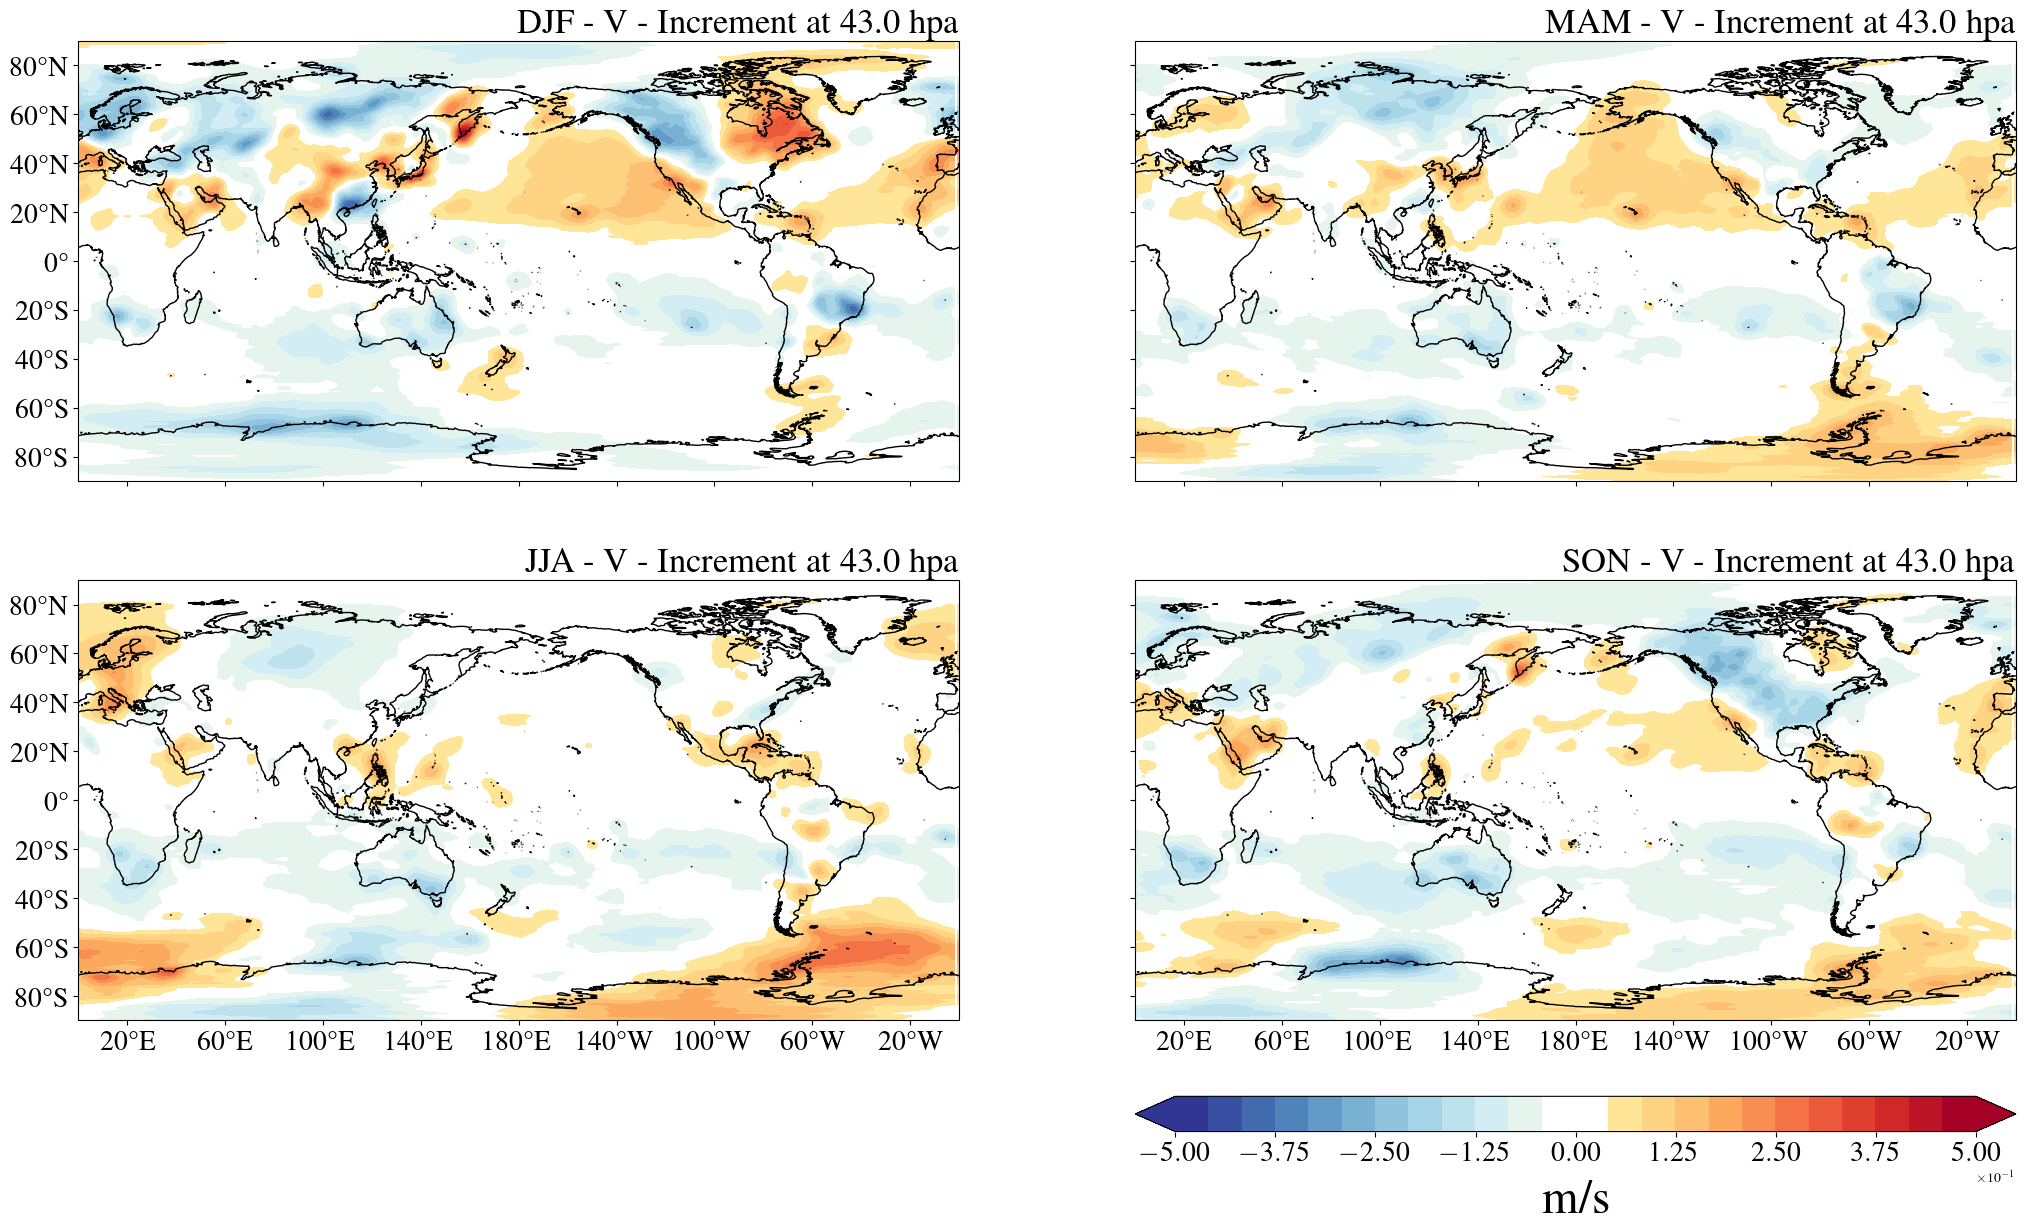 DJF - V - Increment at 43.0 hpa
MAM - V - Increment at 43.0 hpa
80°N
60°N
40°N
20°N
0°
20°S
40°S
60°S
80°S
JJA - V - Increment at 43.0 hpa
SON - V - Increment at 43.0 hpa
80°N
60°N
40°N
20°N
0°
20°S
40°S
60°S
80°S
20°E 60°E 100°E 140°E 180°E 140°W 100°W 60°W 20°W
20°E 60°E 100°E 140°E 180°E 140°W 100°W 60°W 20°W
−5.00 −3.75 −2.50 −1.25 0.00 1.25 2.50 3.75 5.00
×10⁻¹
m/s